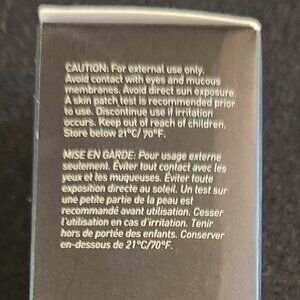 CAUTION: For external use only.
Avoid contact with eyes and mucous
membranes. Avoid direct sun exposure.
A skin patch test is recommended prior
to use. Discontinue use if irritation
occurs. Keep out of reach of children.
Store below 21°C/ 70°F.
MISE EN GARDE: Pour usage externe
seulement. Éviter tout contact avec les
yeux et les muqueuses. Éviter toute
exposition directe au soleil. Un test sur
une petite partie de la peau est
recommandé avant utilisation. Cesser
l'utilisation en cas d'irritation. Tenir
hors de portée des enfants. Conserver
en-dessous de 21°C/70°F.